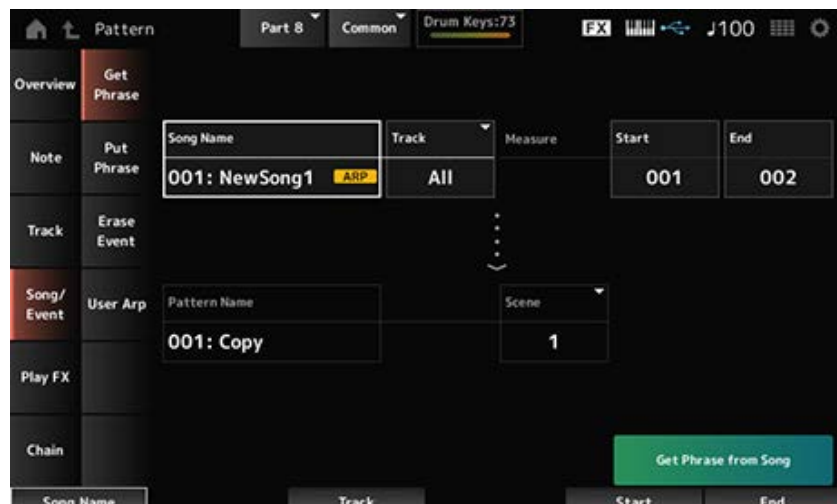 Pattern
Part 8
Common
Drum Keys:73
FX
♩100
Overview
Get
Phrase
Note
Put
Phrase
Track
Erase
Event
Song/
Event
User Arp
Play FX
Chain
Song Name
001: NewSong1 ARP
Track
All
Measure
Start
001
End
002
Pattern Name
001: Copy
Scene
1
Get Phrase from Song
Song Name
Track
Start
End